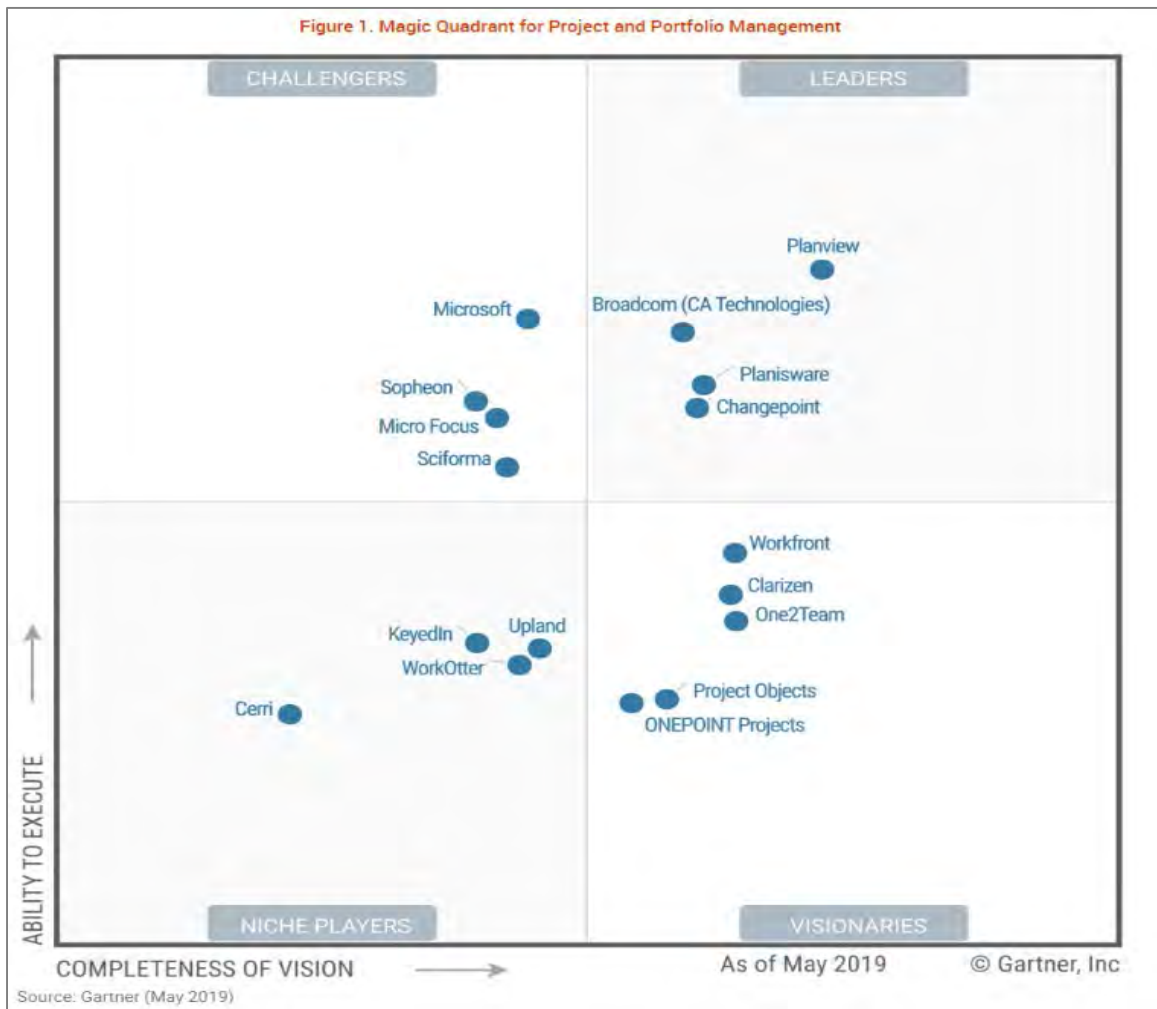 Figure 1. Magic Quadrant for Project and Portfolio Management
CHALLENGERS
LEADERS
Planview
Microsoft
Broadcom (CA Technologies)
Sopheon
Planisware
Micro Focus
Changepoint
Sciforma
Workfront
Clarizen
One2Team
KeyedIn
Upland
WorkOtter
Cerri
Project Objects
ONEPOINT Projects
ABILITY TO EXECUTE
NICHE PLAYERS
VISIONARIES
COMPLETENESS OF VISION
As of May 2019
© Gartner, Inc
Source: Gartner (May 2019)